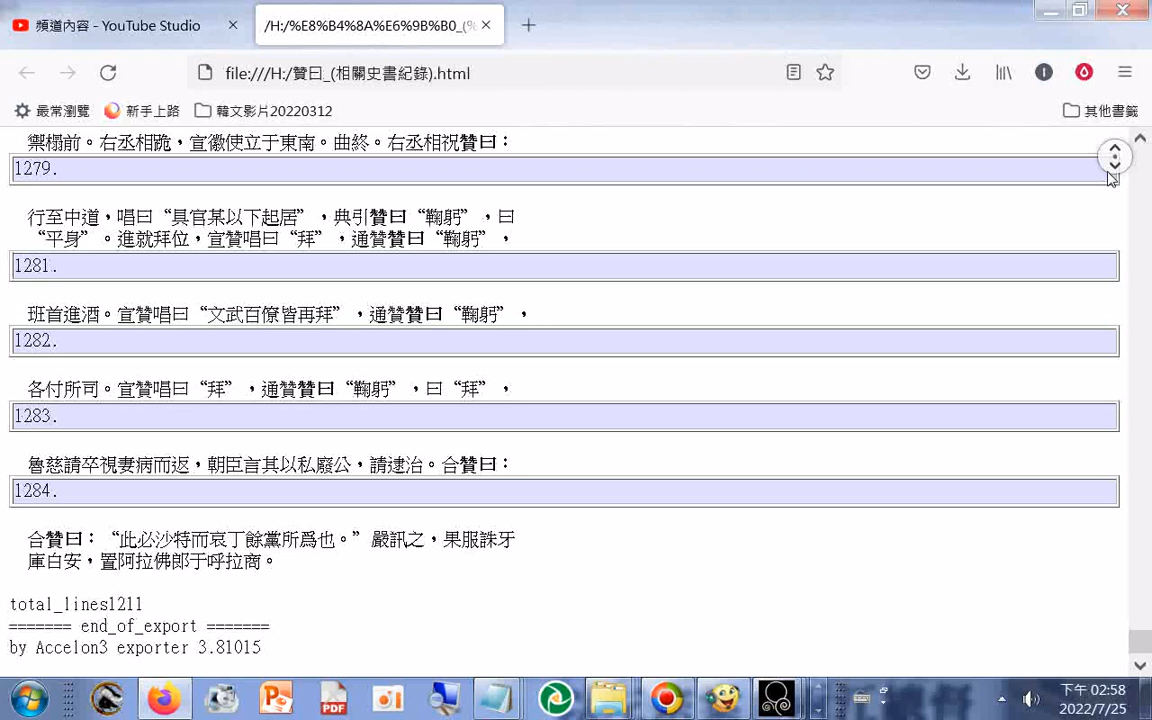 頻道內容 - YouTube Studio
/H:/%E8%B4%8A%E6%9B%B0_(%
file:///H:/贊曰_(相關史書紀錄).html
最常瀏覽 新手上路 韓文影片20220312 其他書籤
禦榻前。右丞相跪，宣徽使立于東南。曲終。右丞相祝贊曰：
1279.
行至中道，唱曰“具官某以下起居”，典引贊曰“鞠躬”，曰
“平身”。進就拜位，宣贊唱曰“拜”，通贊贊曰“鞠躬”，
1281.
班首進酒。宣贊唱曰“文武百僚皆再拜”，通贊贊曰“鞠躬”，
1282.
各付所司。宣贊唱曰“拜”，通贊贊曰“鞠躬”，曰“拜”，
1283.
魯慈請卒視妻病而返，朝臣言其以私廢公，請逮治。合贊曰：
1284.
合贊曰：“此必沙特而哀丁餘黨所爲也。”嚴訊之，果服誅牙
庫白安，置阿拉佛郎于呼拉商。
total_lines1211
======= end_of_export =======
by Accelon3 exporter 3.81015
PDF
下午 02:58
2022/7/25